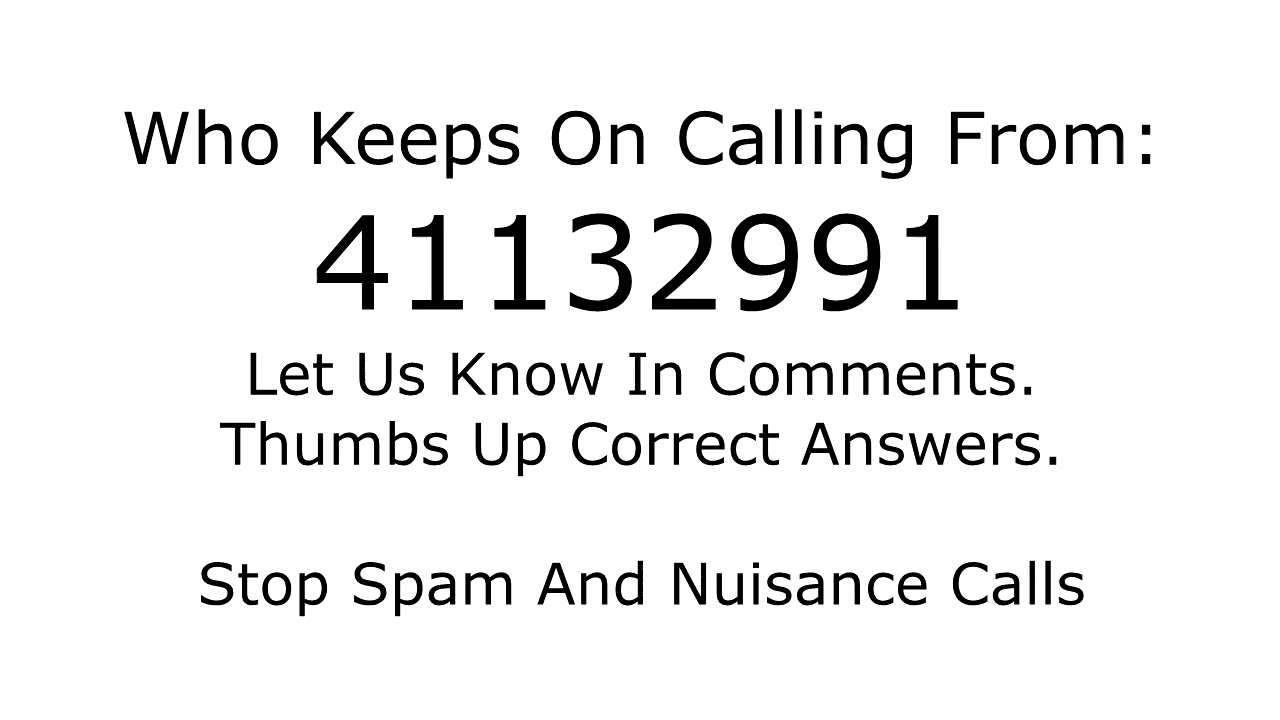 Who Keeps On Calling From:
41132991
Let Us Know In Comments.
Thumbs Up Correct Answers.
Stop Spam And Nuisance Calls